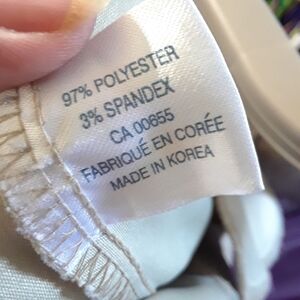 97% POLYESTER
3% SPANDEX
CA 00655
FABRIQUÉ EN CORÉE
MADE IN KOREA